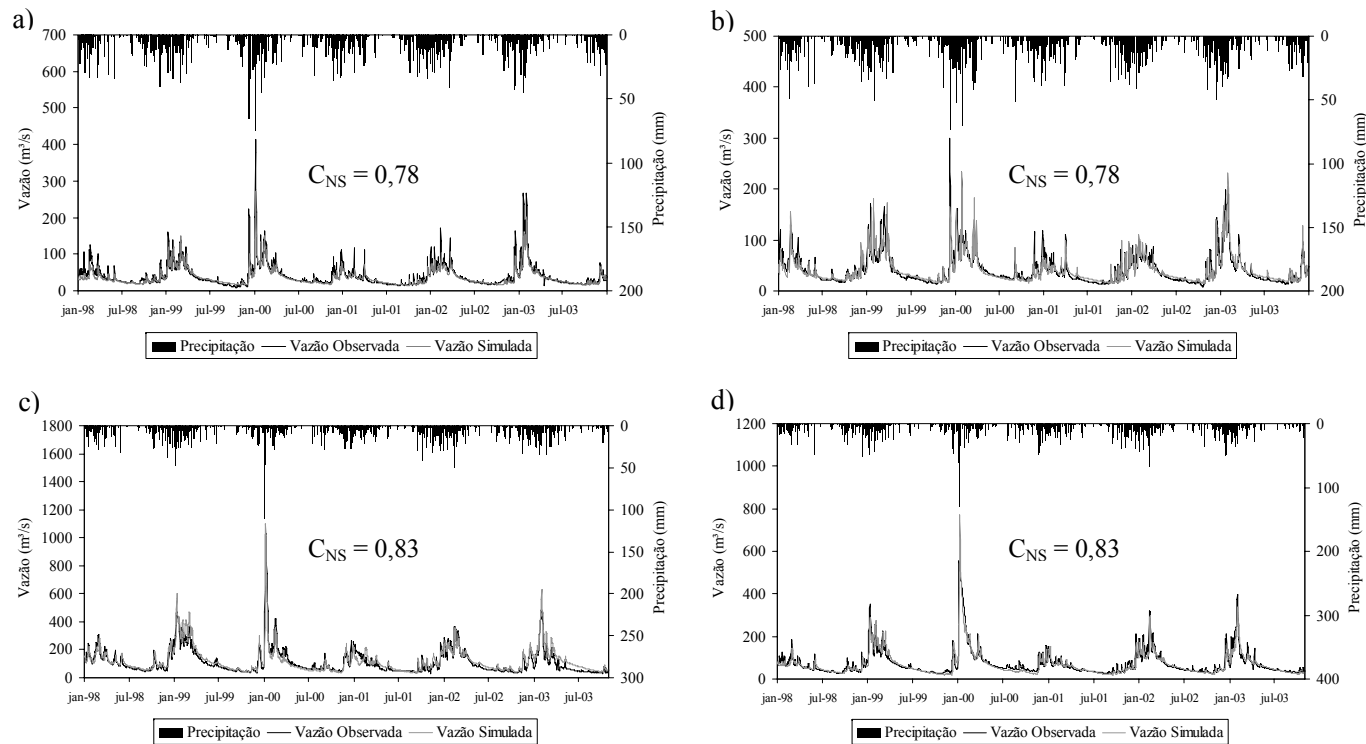 a)
700
600
500
400
300
200
100
0
Vazão (m³/s)
0
50
100
150
200
Precipitação (mm)
C_NS = 0,78
jan-98 jul-98 jan-99 jul-99 jan-00 jul-00 jan-01 jul-01 jan-02 jul-02 jan-03 jul-03
Precipitação Vazão Observada Vazão Simulada
b)
500
400
300
200
100
0
Vazão (m³/s)
0
50
100
150
200
Precipitação (mm)
C_NS = 0,78
jan-98 jul-98 jan-99 jul-99 jan-00 jul-00 jan-01 jul-01 jan-02 jul-02 jan-03 jul-03
Precipitação Vazão Observada Vazão Simulada
c)
1800
1600
1400
1200
1000
800
600
400
200
0
Vazão (m³/s)
0
50
100
150
200
250
300
Precipitação (mm)
C_NS = 0,83
jan-98 jul-98 jan-99 jul-99 jan-00 jul-00 jan-01 jul-01 jan-02 jul-02 jan-03 jul-03
Precipitação Vazão Observada Vazão Simulada
d)
1200
1000
800
600
400
200
0
Vazão (m³/s)
0
100
200
300
400
Precipitação (mm)
C_NS = 0,83
jan-98 jul-98 jan-99 jul-99 jan-00 jul-00 jan-01 jul-01 jan-02 jul-02 jan-03 jul-03
Precipitação Vazão Observada Vazão Simulada